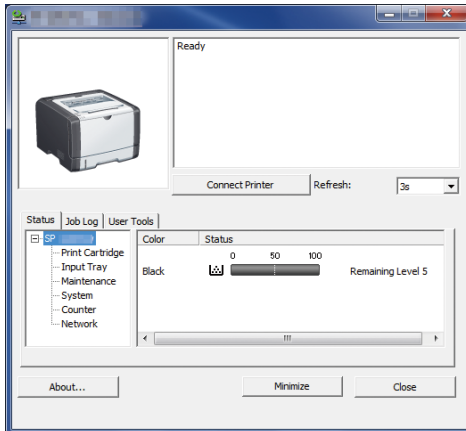 Ready
Connect Printer Refresh: 3s
Status Job Log User Tools
SP
Print Cartridge
Input Tray
Maintenance
System
Counter
Network
Color Status
0 50 100
Black Remaining Level 5
About... Minimize Close